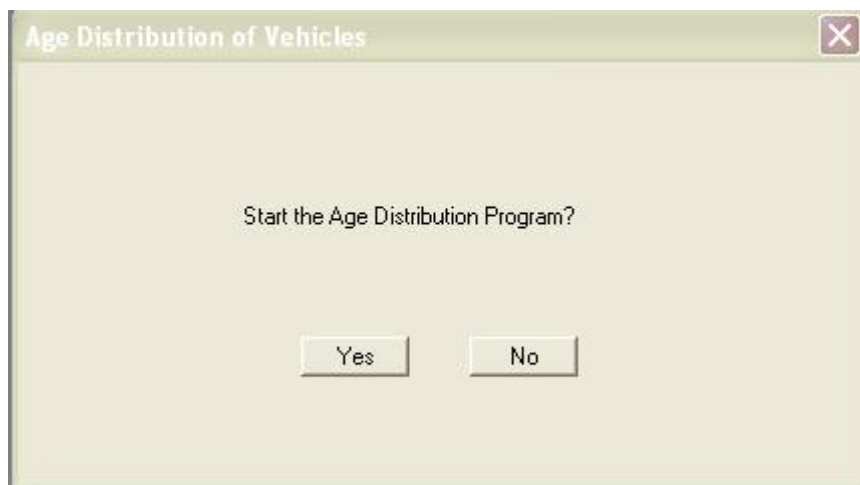 Age Distribution of Vehicles
Start the Age Distribution Program?
Yes No